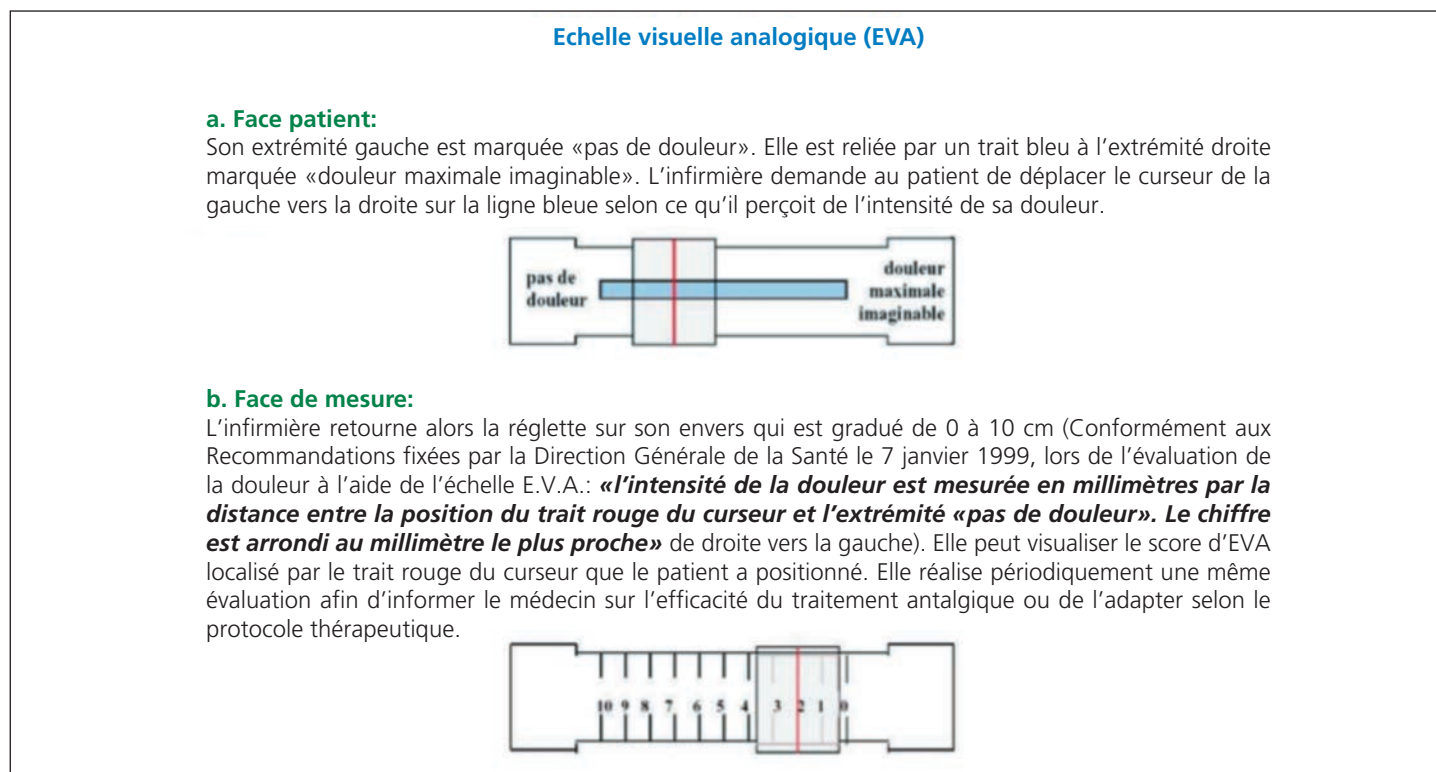 Echelle visuelle analogique (EVA)
a. Face patient:
Son extrémité gauche est marquée «pas de douleur». Elle est reliée par un trait bleu à l’extrémité droite
marquée «douleur maximale imaginable». L’infirmière demande au patient de déplacer le curseur de la
gauche vers la droite sur la ligne bleue selon ce qu’il perçoit de l’intensité de sa douleur.
pas de
douleur
douleur
maximale
imaginable
b. Face de mesure:
L’infirmière retourne alors la réglette sur son envers qui est gradué de 0 à 10 cm (Conformément aux
Recommandations fixées par la Direction Générale de la Santé le 7 janvier 1999, lors de l’évaluation de
la douleur à l’aide de l’échelle E.V.A.: «l’intensité de la douleur est mesurée en millimètres par la
distance entre la position du trait rouge du curseur et l’extrémité «pas de douleur». Le chiffre
est arrondi au millimètre le plus proche» de droite vers la gauche). Elle peut visualiser le score d’EVA
localisé par le trait rouge du curseur que le patient a positionné. Elle réalise périodiquement une même
évaluation afin d’informer le médecin sur l’efficacité du traitement antalgique ou de l’adapter selon le
protocole thérapeutique.
10 9 8 7 6 5 4 3 2 1 0